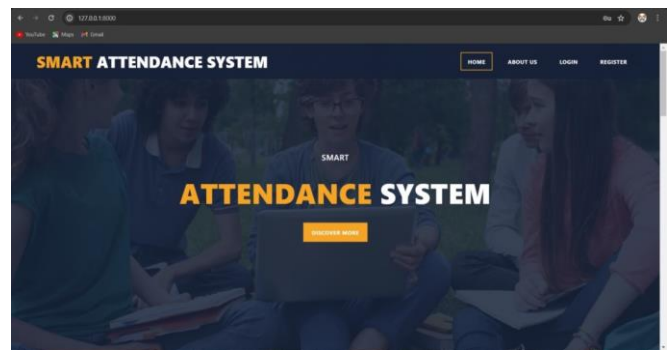 127.0.0.1:8000
YouTube Maps Gmail
SMART ATTENDANCE SYSTEM
HOME ABOUT US LOGIN REGISTER
SMART
ATTENDANCE SYSTEM
DISCOVER MORE